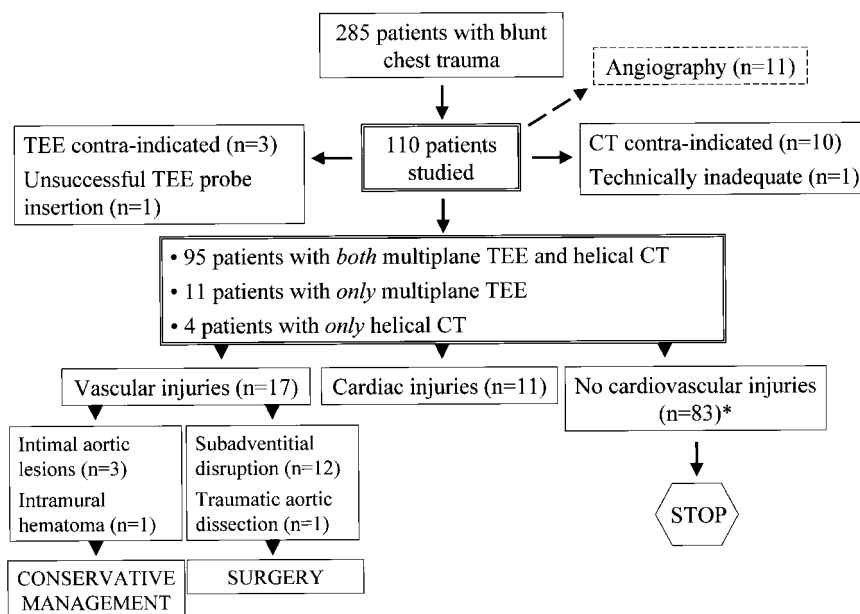 285 patients with blunt
chest trauma
Angiography (n=11)
TEE contra-indicated (n=3)
Unsuccessful TEE probe
insertion (n=1)
110 patients
studied
CT contra-indicated (n=10)
Technically inadequate (n=1)
• 95 patients with both multiplane TEE and helical CT
• 11 patients with only multiplane TEE
• 4 patients with only helical CT
Vascular injuries (n=17)
Cardiac injuries (n=11)
No cardiovascular injuries
(n=83)*
Intimal aortic
lesions (n=3)
Intramural
hematoma (n=1)
Subadventitial
disruption (n=12)
Traumatic aortic
dissection (n=1)
STOP
CONSERVATIVE
MANAGEMENT
SURGERY